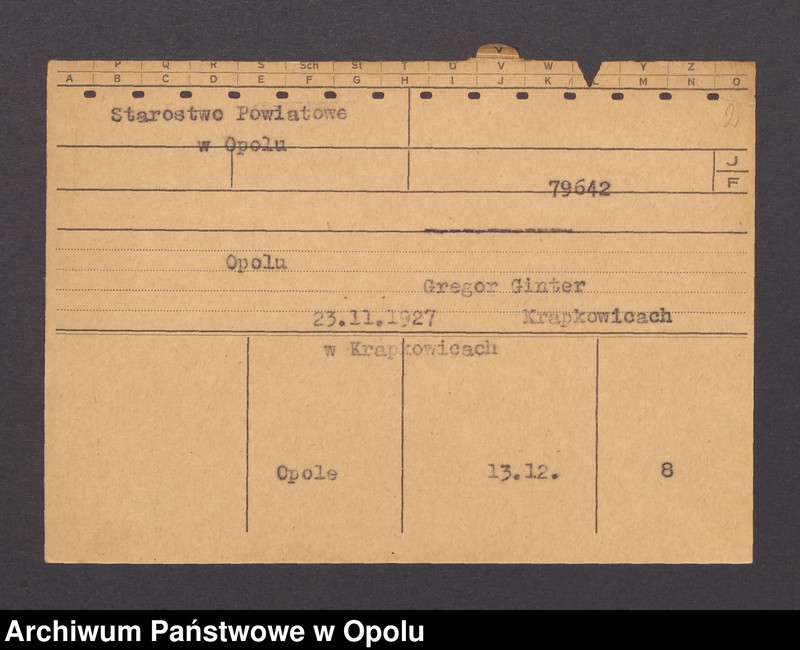 V
P Q R S Sch St T U V W Y Z
A B C D E F G H I J K L M N O
Starostwo Powiatowe
2
w Opolu
J
79642
F
Opolu
Gregor Ginter
23.11.1927 Krapkowicach
w Krapkowicach
Opole 13.12. 8
Archiwum Państwowe w Opolu